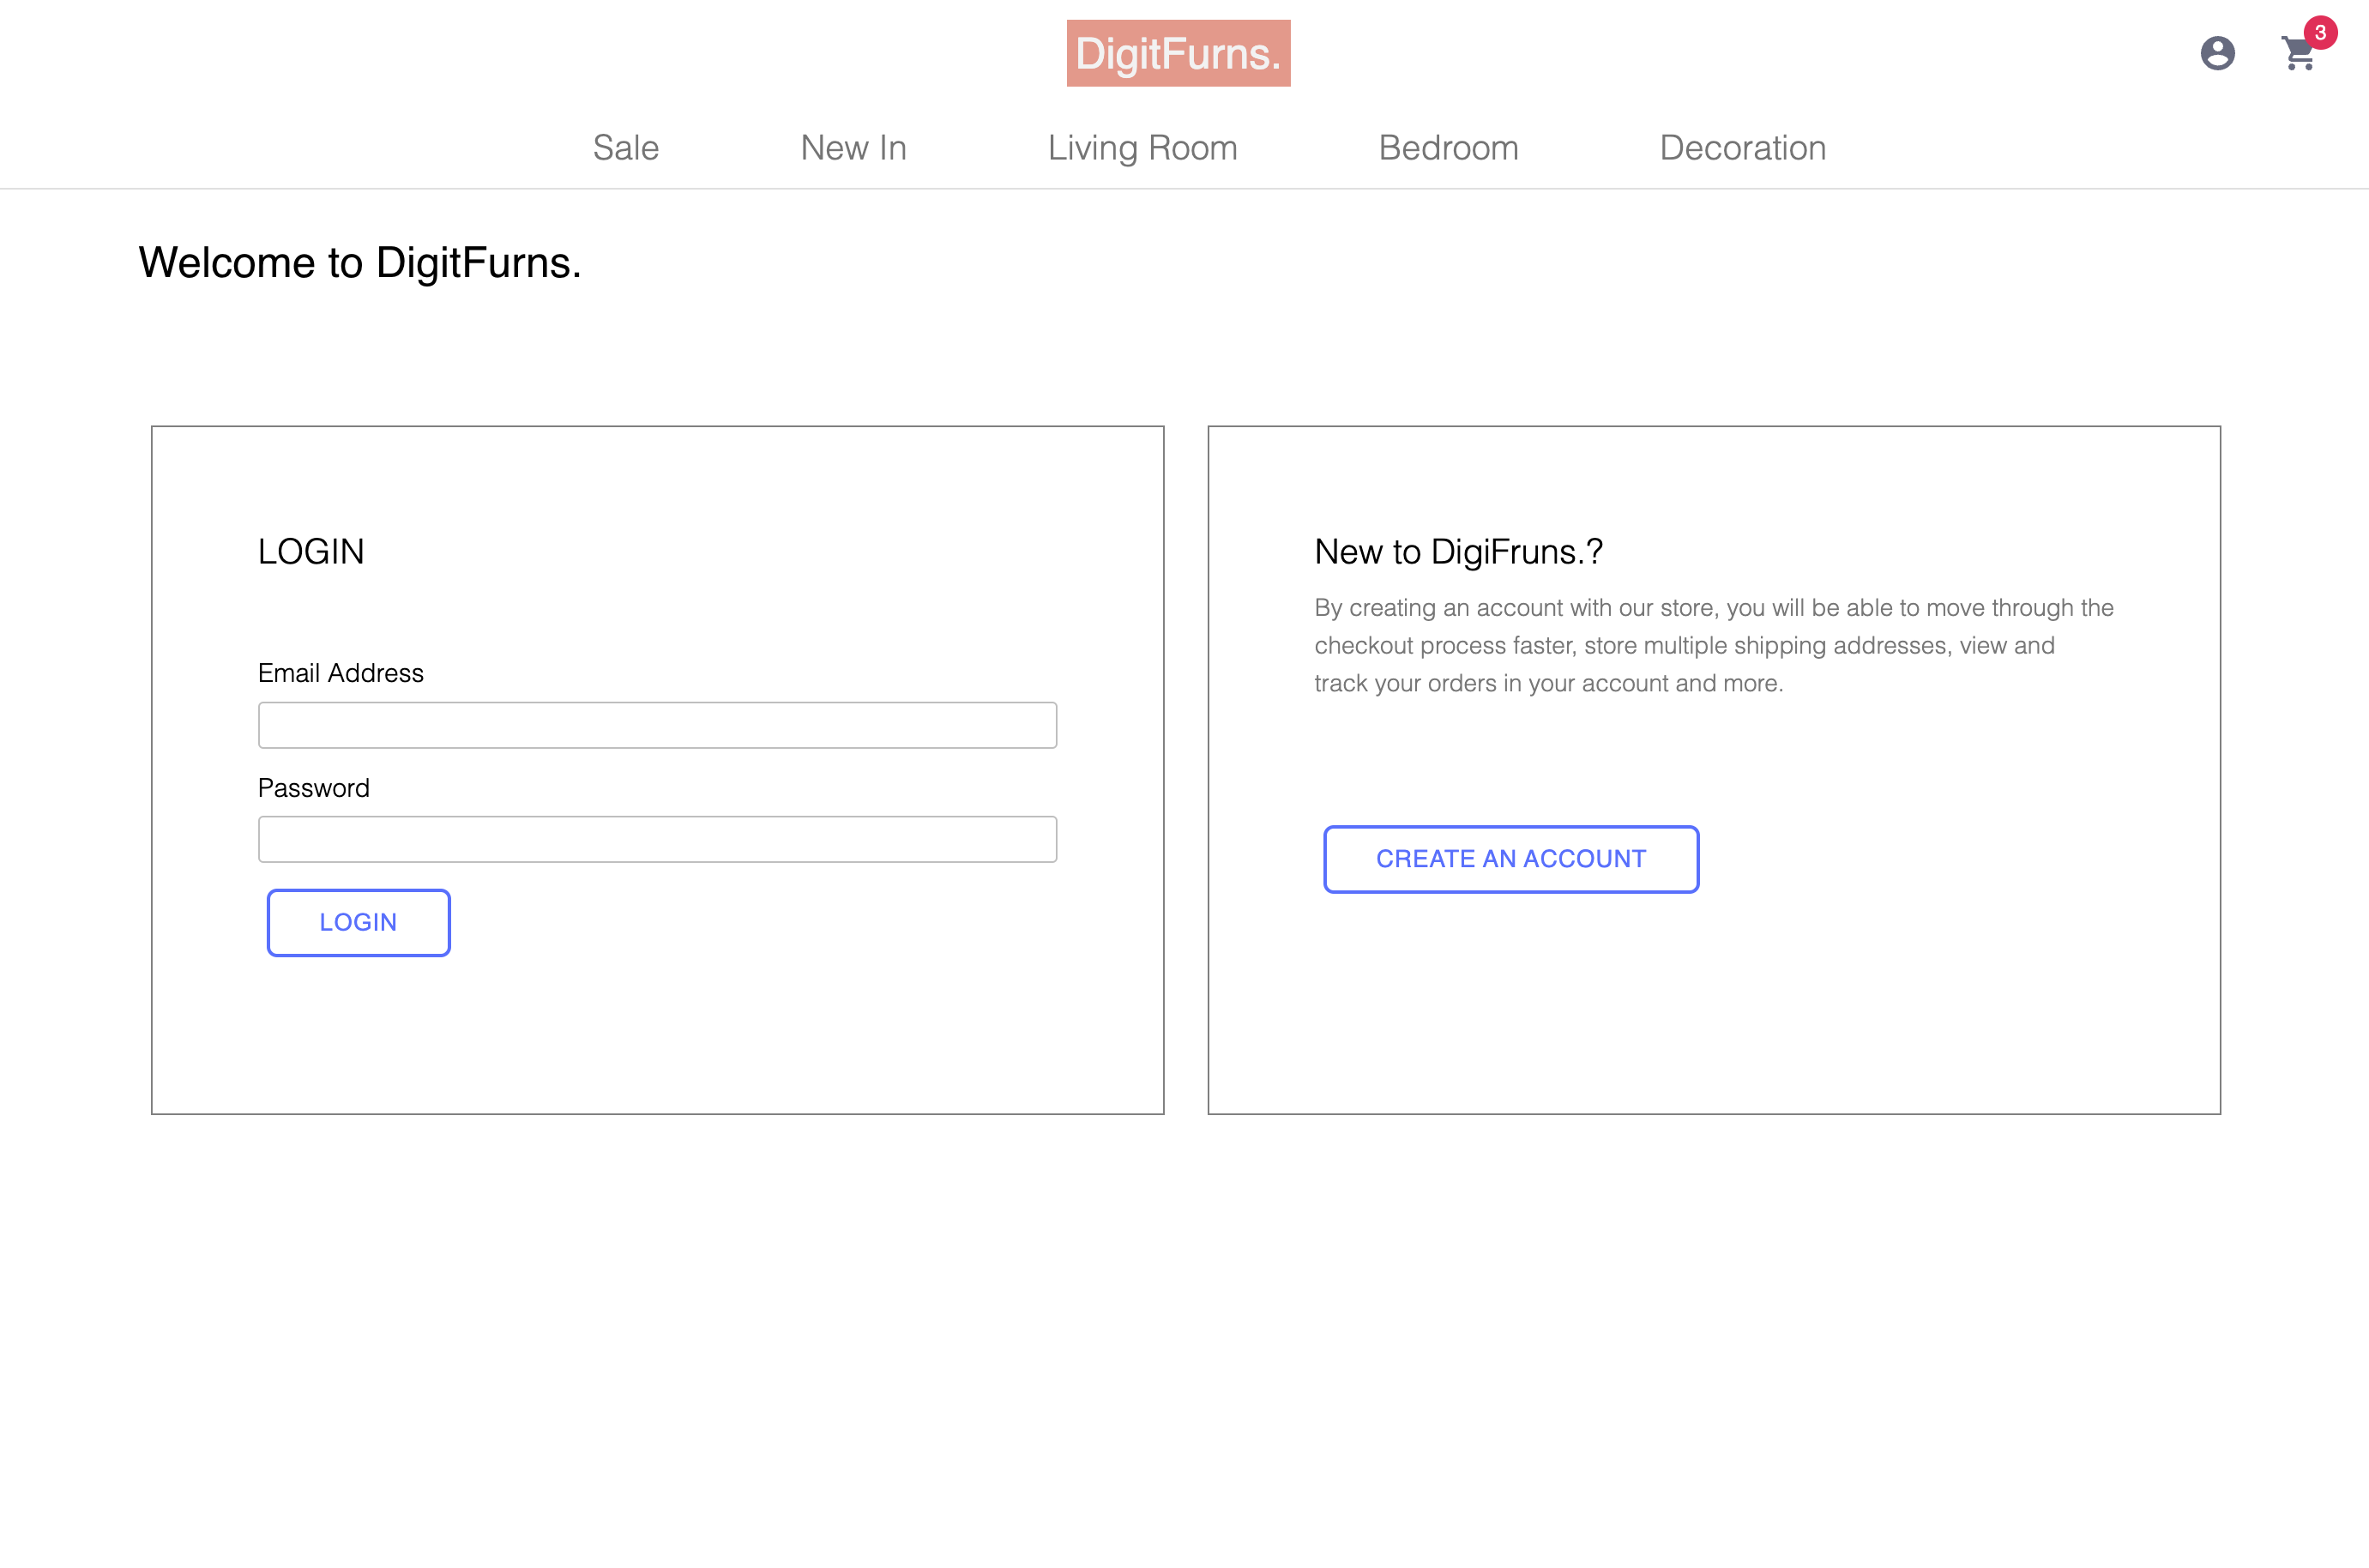 DigitFurns.
3
Sale New In Living Room Bedroom Decoration
Welcome to DigitFurns.
LOGIN
Email Address
Password
LOGIN
New to DigiFruns.?
By creating an account with our store, you will be able to move through the
checkout process faster, store multiple shipping addresses, view and
track your orders in your account and more.
CREATE AN ACCOUNT